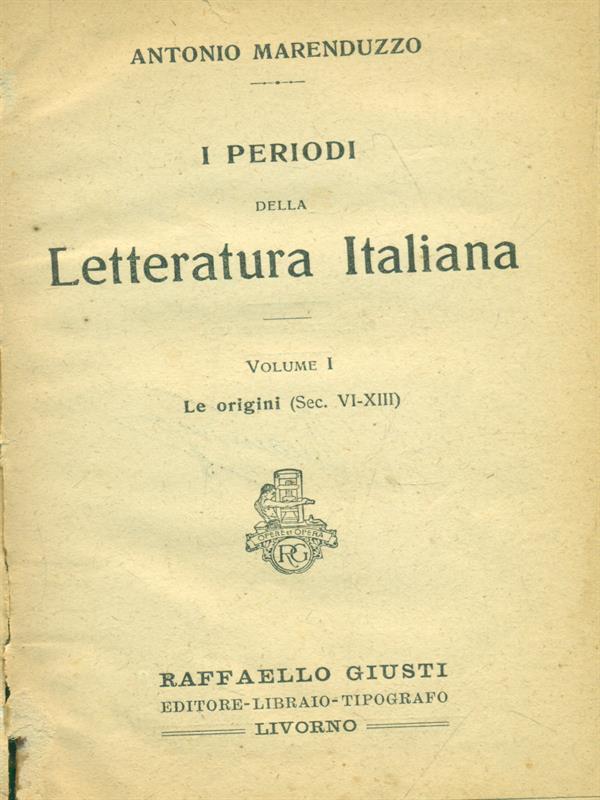 ANTONIO MARENDUZZO
I PERIODI
DELLA
Letteratura Italiana
VOLUME I
Le origini (Sec. VI-XIII)
OPERE ET OPERA
RG
RAFFAELLO GIUSTI
EDITORE-LIBRAIO-TIPOGRAFO
LIVORNO